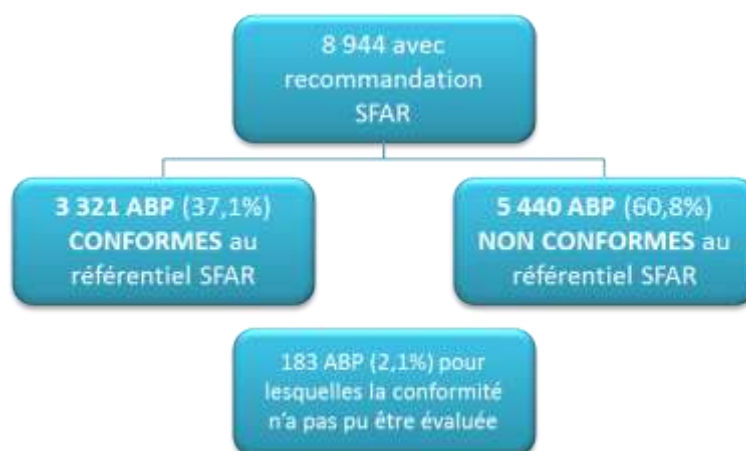 8 944 avec
recommandation
SFAR
3 321 ABP (37,1%)
CONFORMES au
référentiel SFAR
5 440 ABP (60,8%)
NON CONFORMES au
référentiel SFAR
183 ABP (2,1%) pour
lesquelles la conformité
n'a pas pu être évaluée